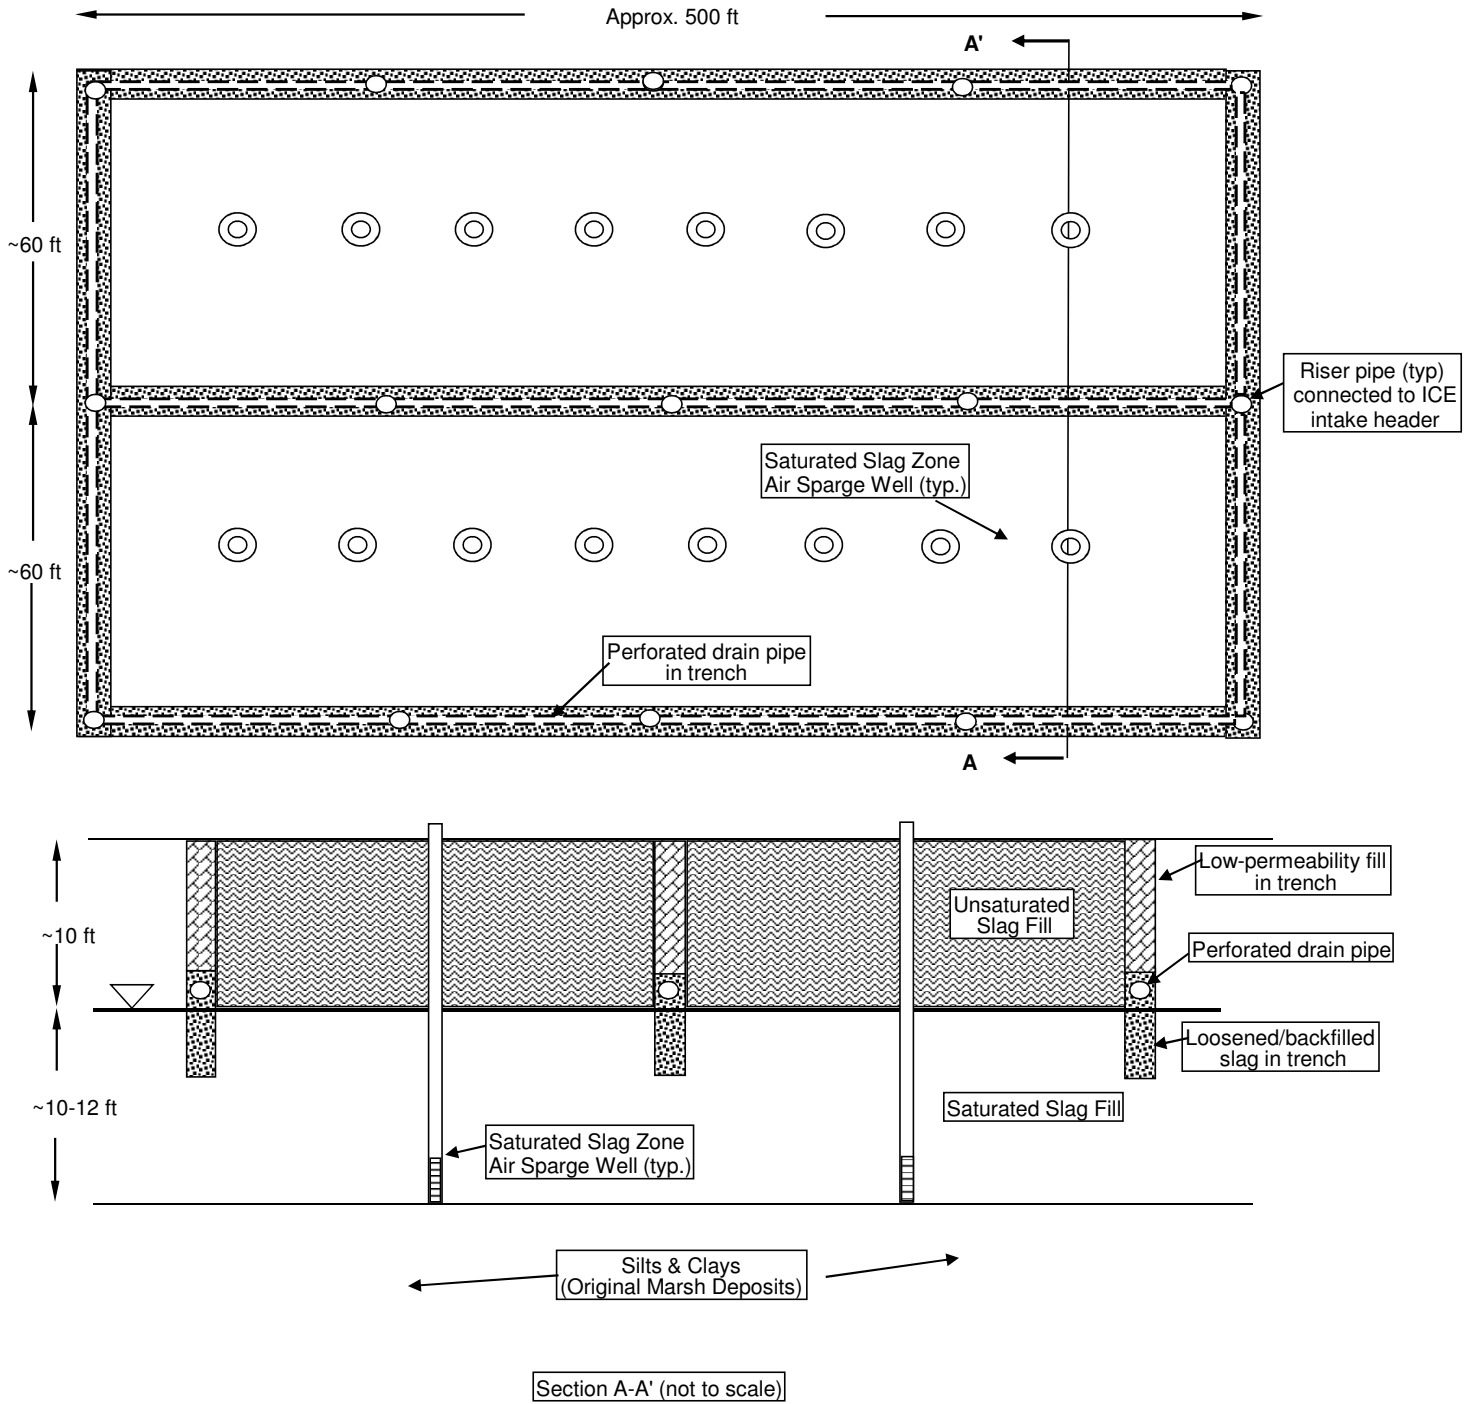 Approx. 500 ft
A'
~60 ft
Riser pipe (typ)
connected to ICE
intake header
Saturated Slag Zone
Air Sparge Well (typ.)
~60 ft
Perforated drain pipe
in trench
A
Low-permeability fill
in trench
Unsaturated
Slag Fill
~10 ft
Perforated drain pipe
Loosened/backfilled
slag in trench
~10-12 ft
Saturated Slag Fill
Saturated Slag Zone
Air Sparge Well (typ.)
Silts & Clays
(Original Marsh Deposits)
Section A-A' (not to scale)